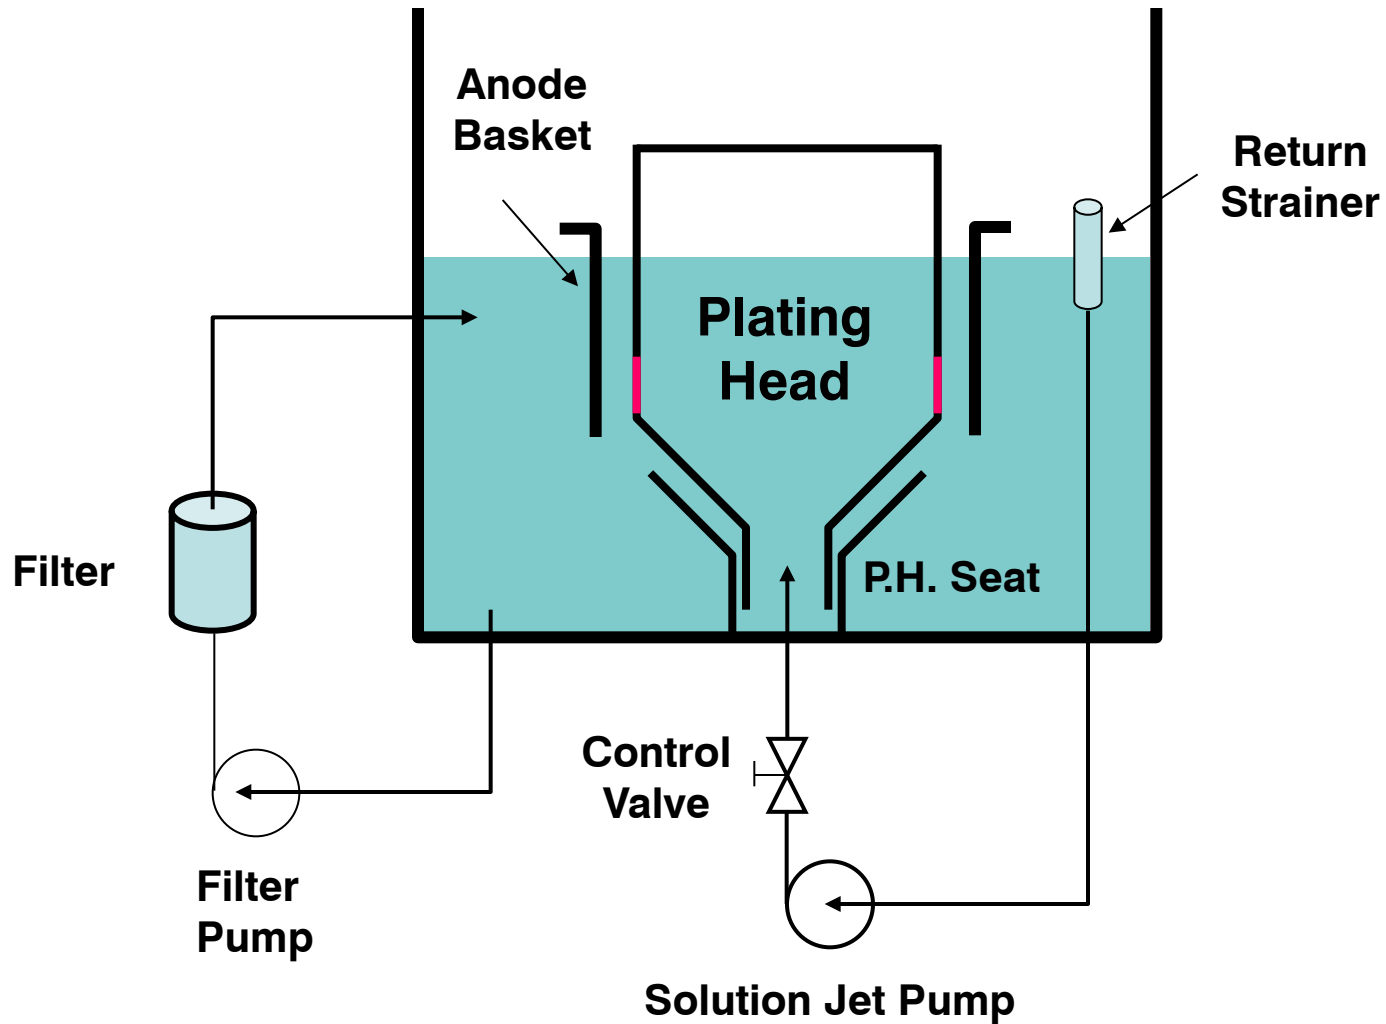 Anode
Basket
Return
Strainer
Plating
Head
Filter
P.H. Seat
Control
Valve
Filter
Pump
Solution Jet Pump